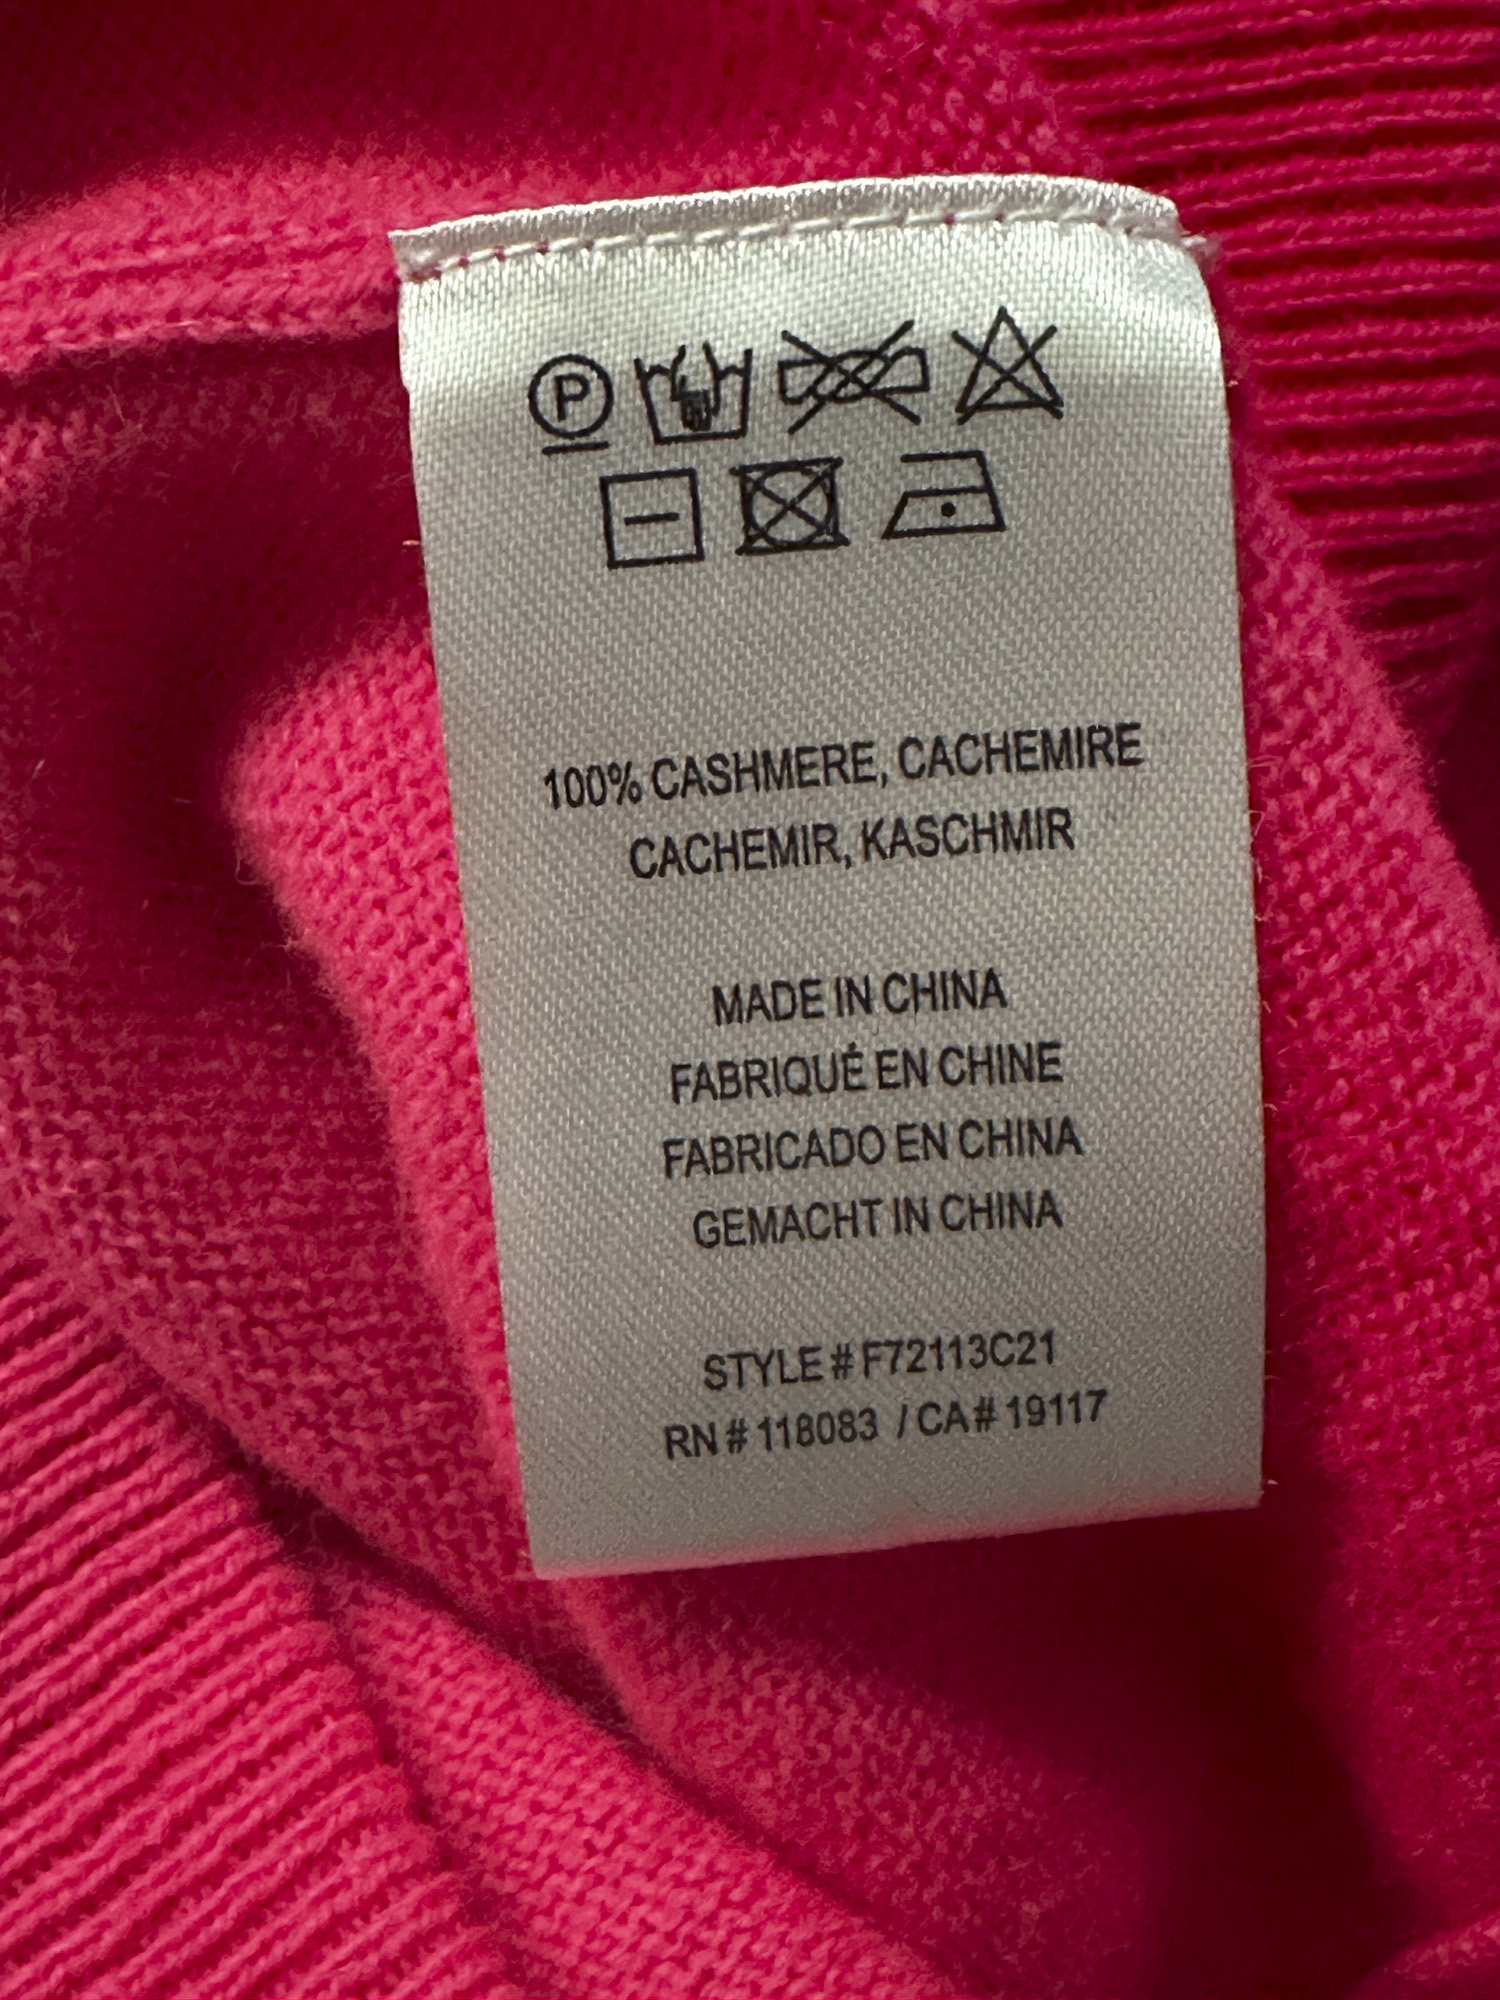 P
100% CASHMERE, CACHEMIRE
CACHEMIR, KASCHMIR
MADE IN CHINA
FABRIQUÉ EN CHINE
FABRICADO EN CHINA
GEMACHT IN CHINA
STYLE # F72113C21
RN # 118083 / CA# 19117